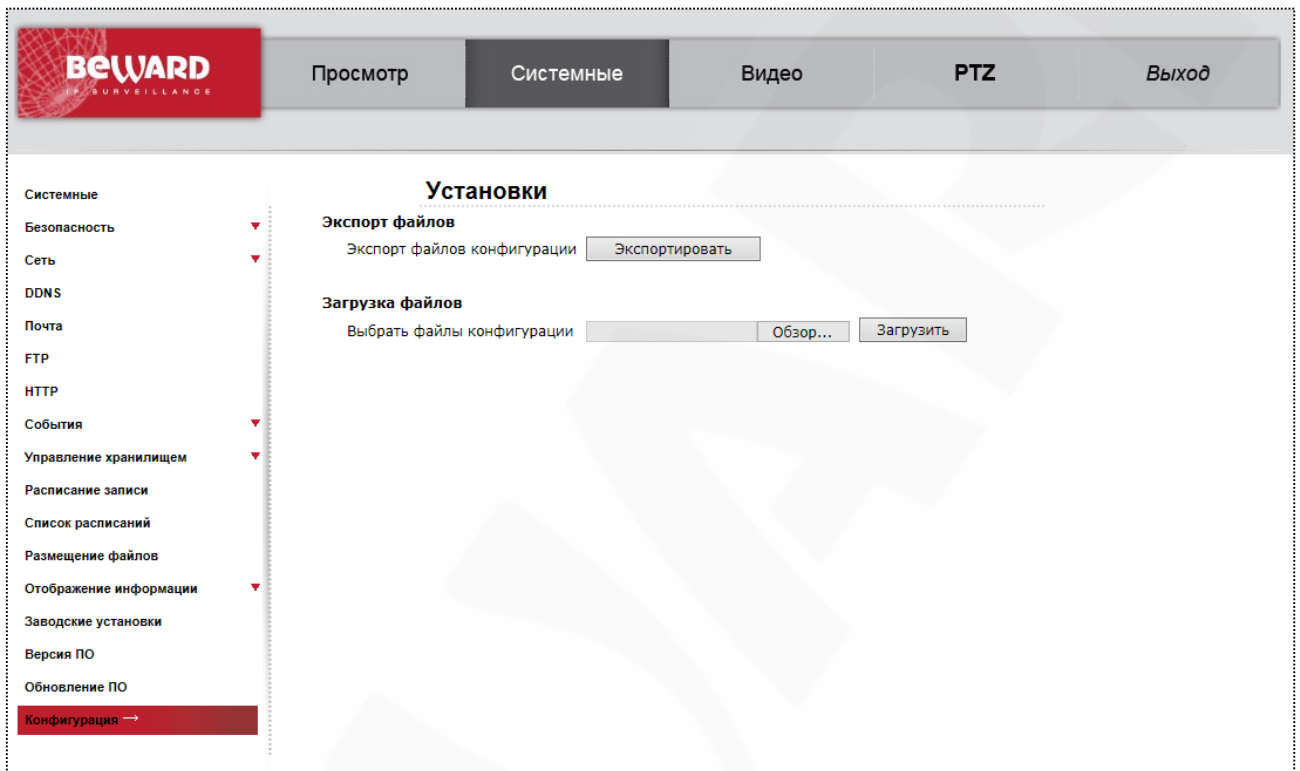 BEWARD
IP SURVEILLANCE
Просмотр Системные Видео PTZ Выход
Системные
Безопасность
Сеть
DDNS
Почта
FTP
HTTP
События
Управление хранилищем
Расписание записи
Список расписаний
Размещение файлов
Отображение информации
Заводские установки
Версия ПО
Обновление ПО
Конфигурация →
Установки
Экспорт файлов
Экспорт файлов конфигурации Экспортировать
Загрузка файлов
Выбрать файлы конфигурации Обзор... Загрузить